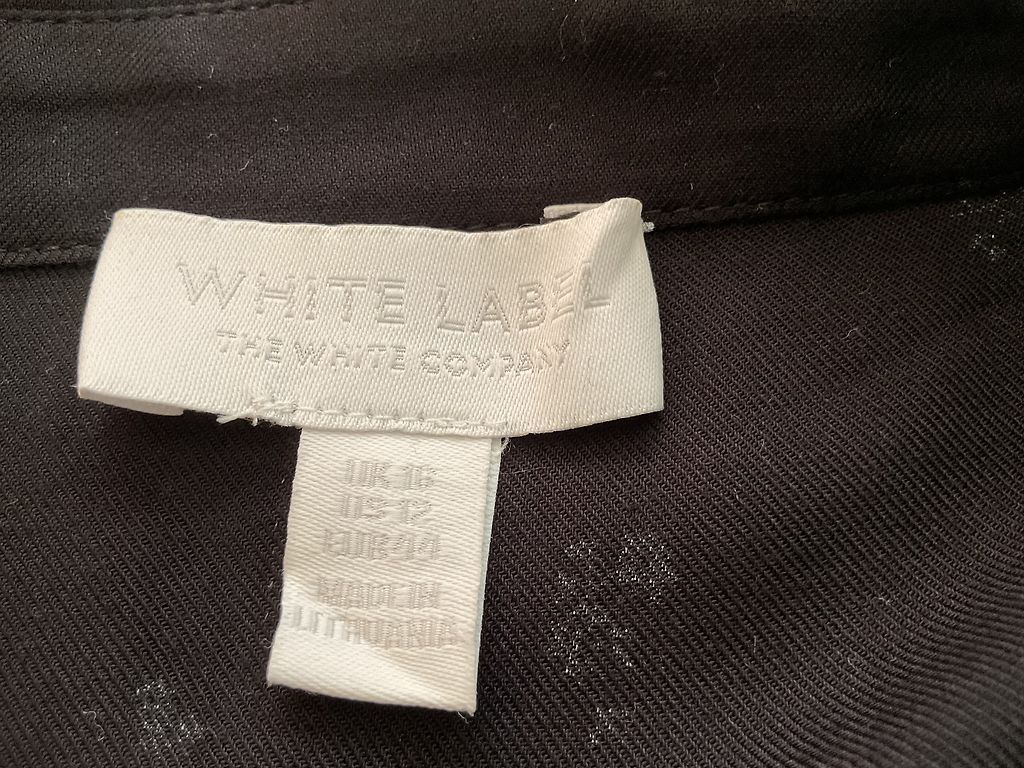 WHITE LABEL
THE WHITE COMPANY
UK 16
US 12
EUR 44
MADE IN
LITHUANIA